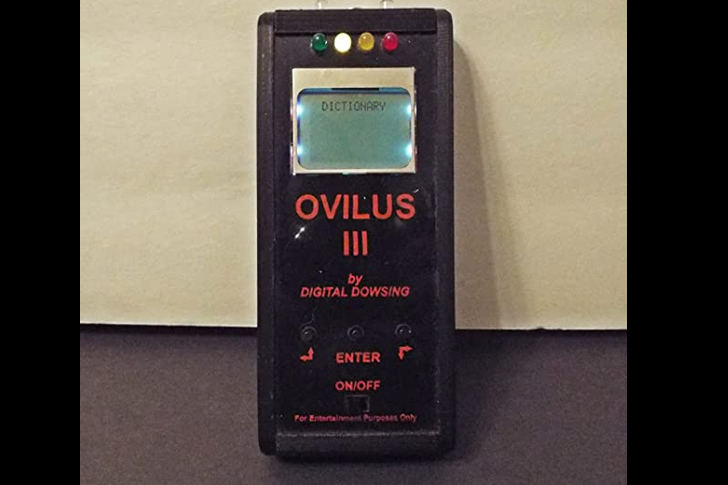 DICTIONARY
OVILUS
III
by
DIGITAL DOWSING
ENTER
ON/OFF
For Entertainment Purposes Only